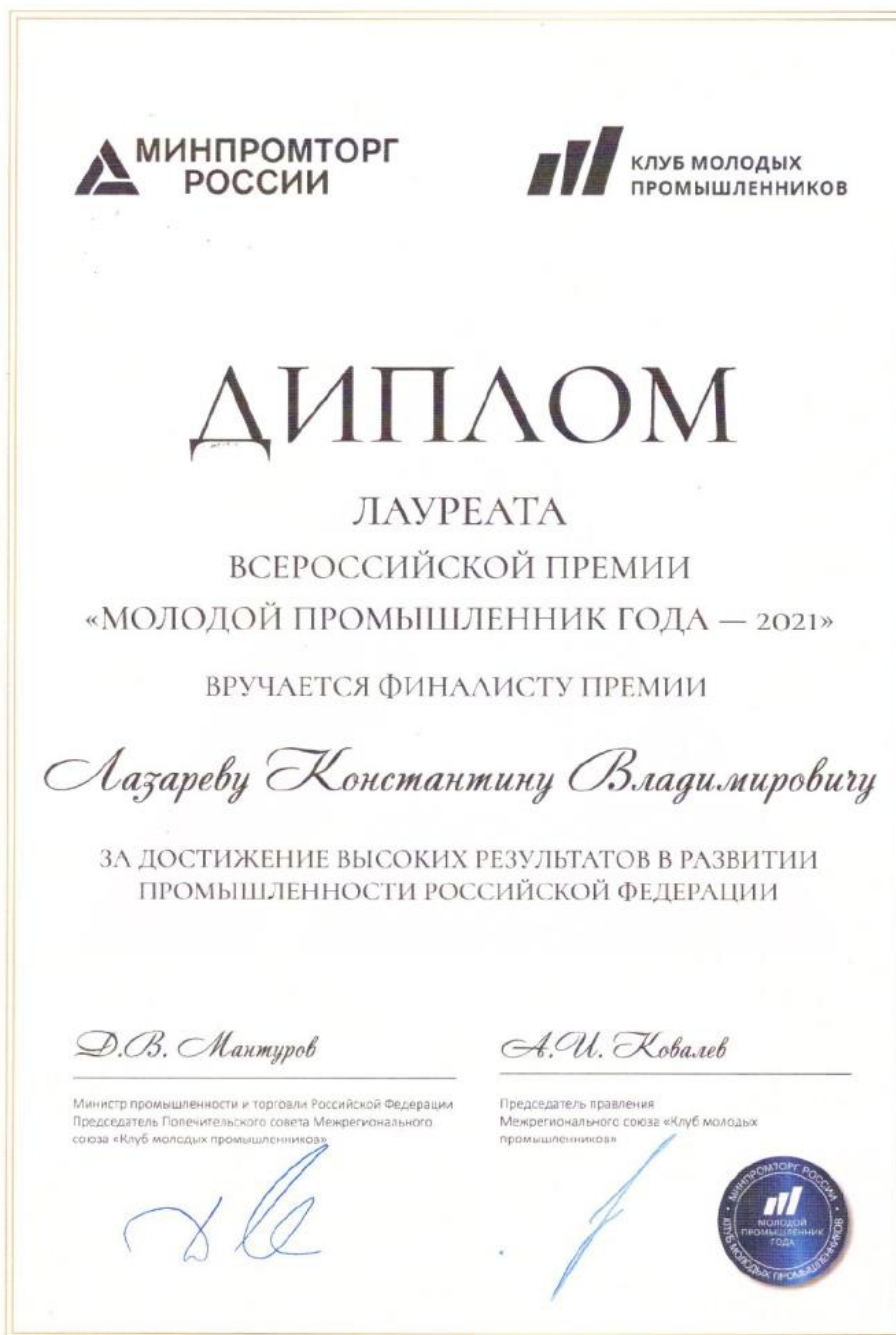 МИНПРОМТОРГ
РОССИИ
КЛУБ МОЛОДЫХ
ПРОМЫШЛЕННИКОВ
ДИПЛОМ
ЛАУРЕАТА
ВСЕРОССИЙСКОЙ ПРЕМИИ
«МОЛОДОЙ ПРОМЫШЛЕННИК ГОДА — 2021»
ВРУЧАЕТСЯ ФИНАЛИСТУ ПРЕМИИ
Лазареву Константину Владимировичу
ЗА ДОСТИЖЕНИЕ ВЫСОКИХ РЕЗУЛЬТАТОВ В РАЗВИТИИ
ПРОМЫШЛЕННОСТИ РОССИЙСКОЙ ФЕДЕРАЦИИ
Д.В. Мантуров
Министр промышленности и торговли Российской Федерации
Председатель Попечительского совета Межрегионального
союза «Клуб молодых промышленников»
А.И. Ковалев
Председатель правления
Межрегионального союза «Клуб молодых
промышленников»
МИНПРОМТОРГ РОССИИ
МОЛОДОЙ
ПРОМЫШЛЕННИК
ГОДА
КЛУБ МОЛОДЫХ ПРОМЫШЛЕННИКОВ